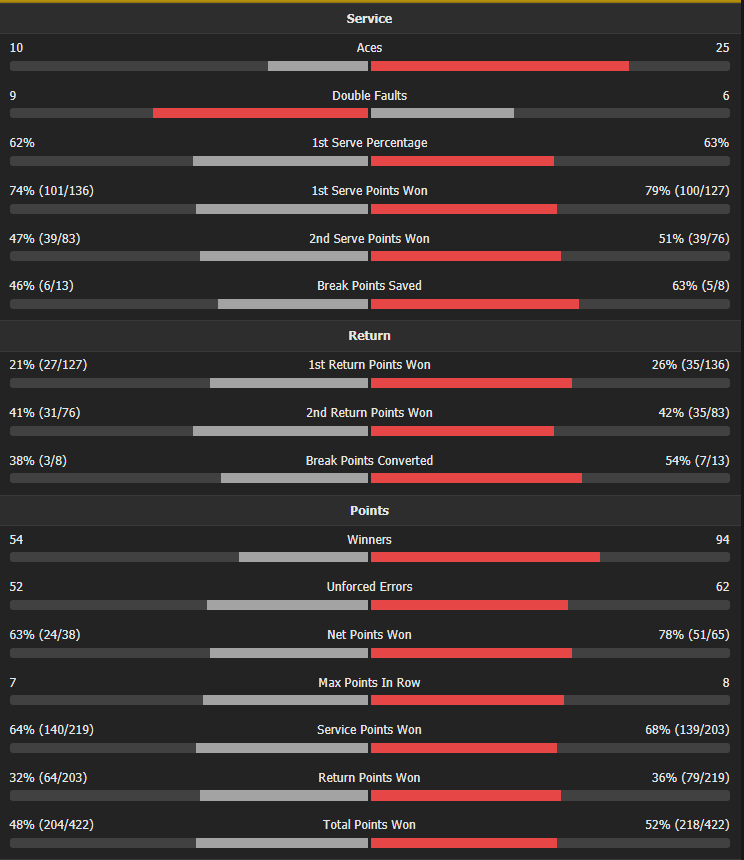 Service
10 Aces 25
9 Double Faults 6
62% 1st Serve Percentage 63%
74% (101/136) 1st Serve Points Won 79% (100/127)
47% (39/83) 2nd Serve Points Won 51% (39/76)
46% (6/13) Break Points Saved 63% (5/8)
Return
21% (27/127) 1st Return Points Won 26% (35/136)
41% (31/76) 2nd Return Points Won 42% (35/83)
38% (3/8) Break Points Converted 54% (7/13)
Points
54 Winners 94
52 Unforced Errors 62
63% (24/38) Net Points Won 78% (51/65)
7 Max Points In Row 8
64% (140/219) Service Points Won 68% (139/203)
32% (64/203) Return Points Won 36% (79/219)
48% (204/422) Total Points Won 52% (218/422)